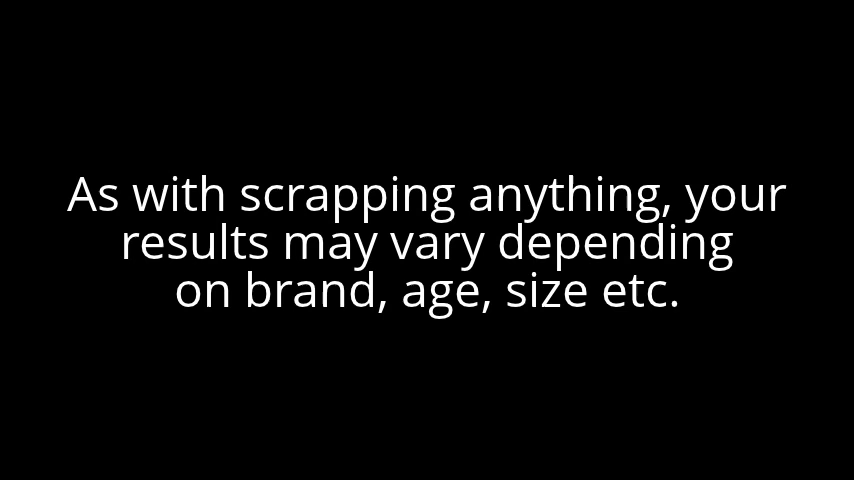 As with scrapping anything, your
results may vary depending
on brand, age, size etc.